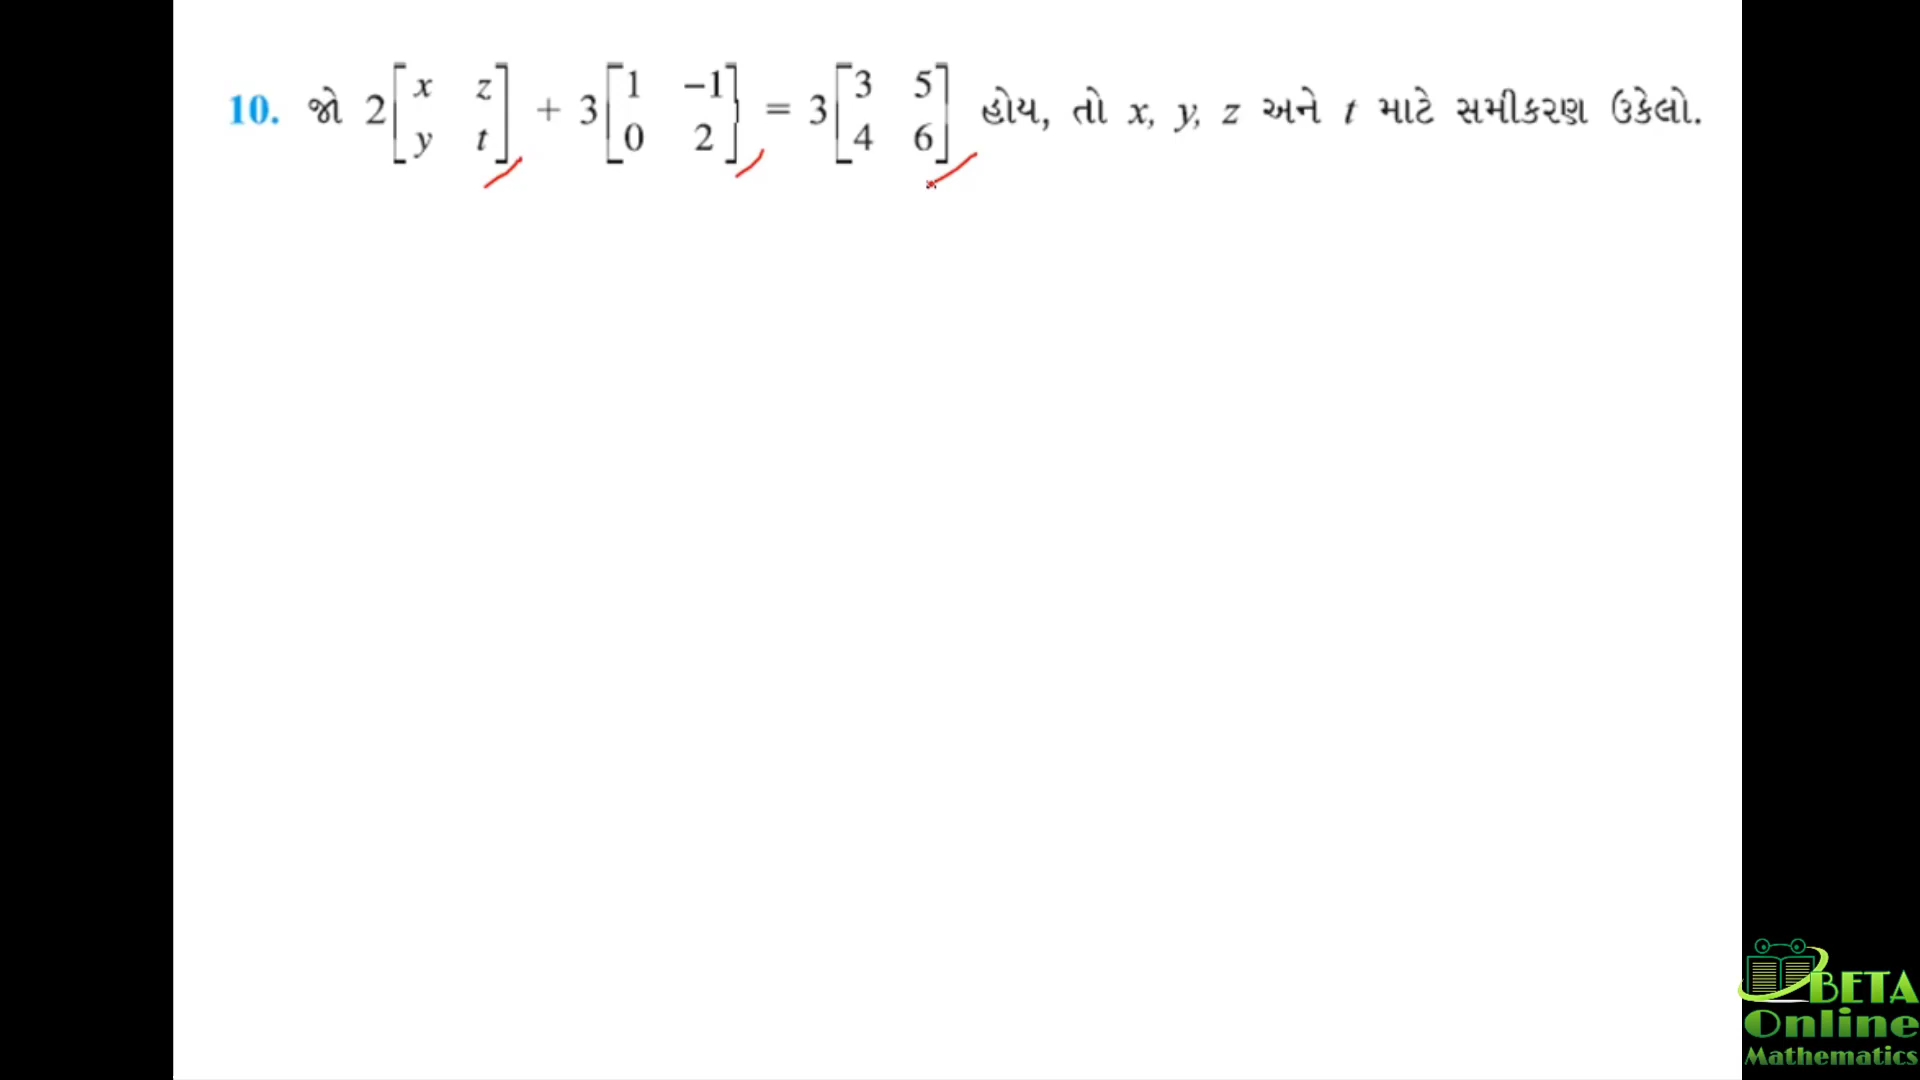 10. જો 2[x z y t] + 3[1 −1 0 2] = 3[3 5 4 6] હોય, તો x, y, z અને t માટે સમીકરણ ઉકેલો.
BETA
Online
Mathematics